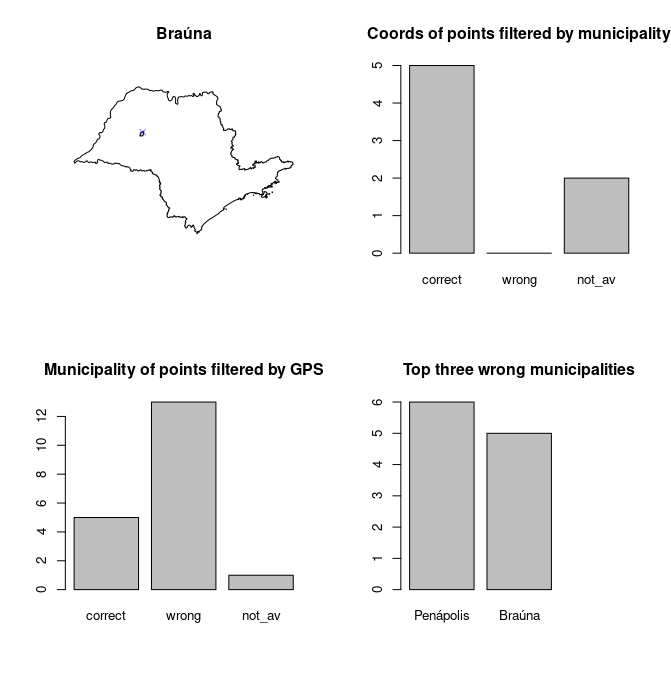 Braúna
Coords of points filtered by municipality
5
4
3
2
1
0
correct wrong not_av
Municipality of points filtered by GPS
12
10
8
6
4
2
0
correct wrong not_av
Top three wrong municipalities
6
5
4
3
2
1
0
Penápolis Braúna